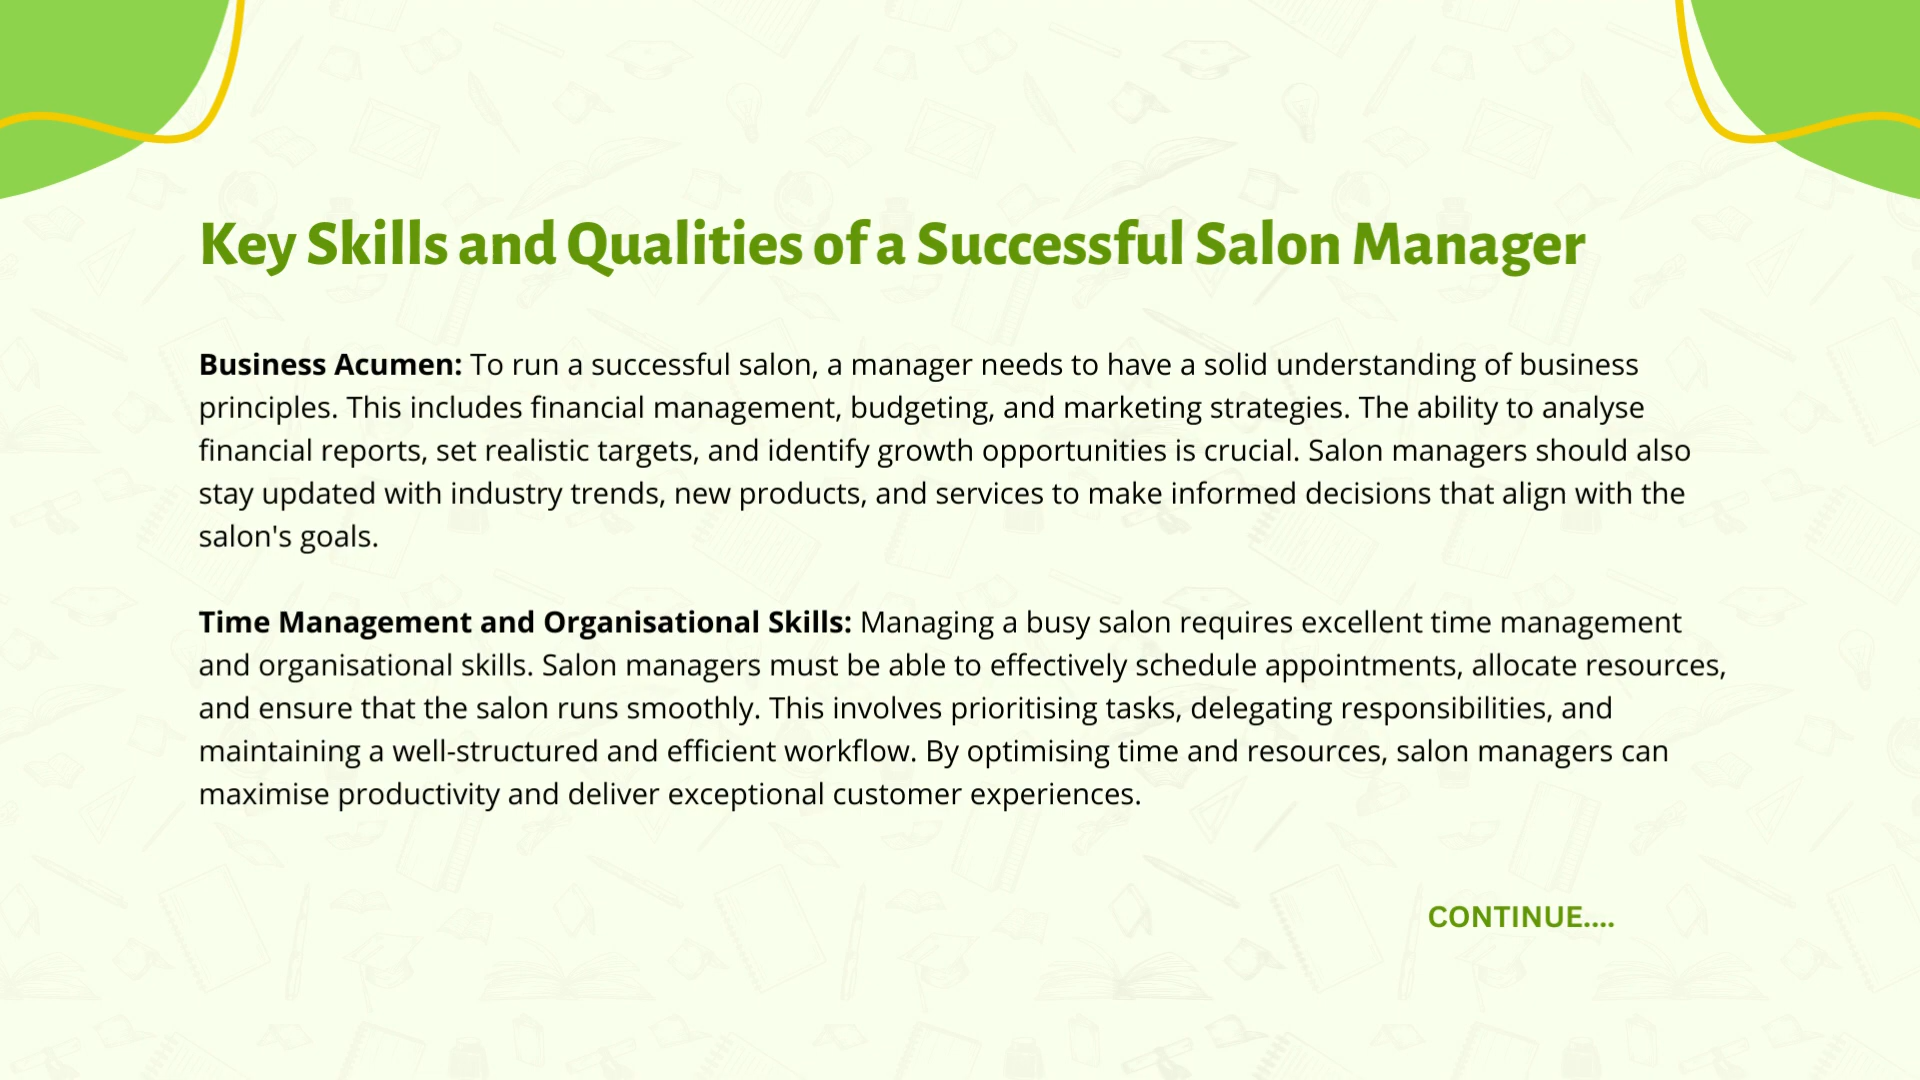 Key Skills and Qualities of a Successful Salon Manager
Business Acumen: To run a successful salon, a manager needs to have a solid understanding of business
principles. This includes financial management, budgeting, and marketing strategies. The ability to analyse
financial reports, set realistic targets, and identify growth opportunities is crucial. Salon managers should also
stay updated with industry trends, new products, and services to make informed decisions that align with the
salon's goals.
Time Management and Organisational Skills: Managing a busy salon requires excellent time management
and organisational skills. Salon managers must be able to effectively schedule appointments, allocate resources,
and ensure that the salon runs smoothly. This involves prioritising tasks, delegating responsibilities, and
maintaining a well-structured and efficient workflow. By optimising time and resources, salon managers can
maximise productivity and deliver exceptional customer experiences.
CONTINUE....